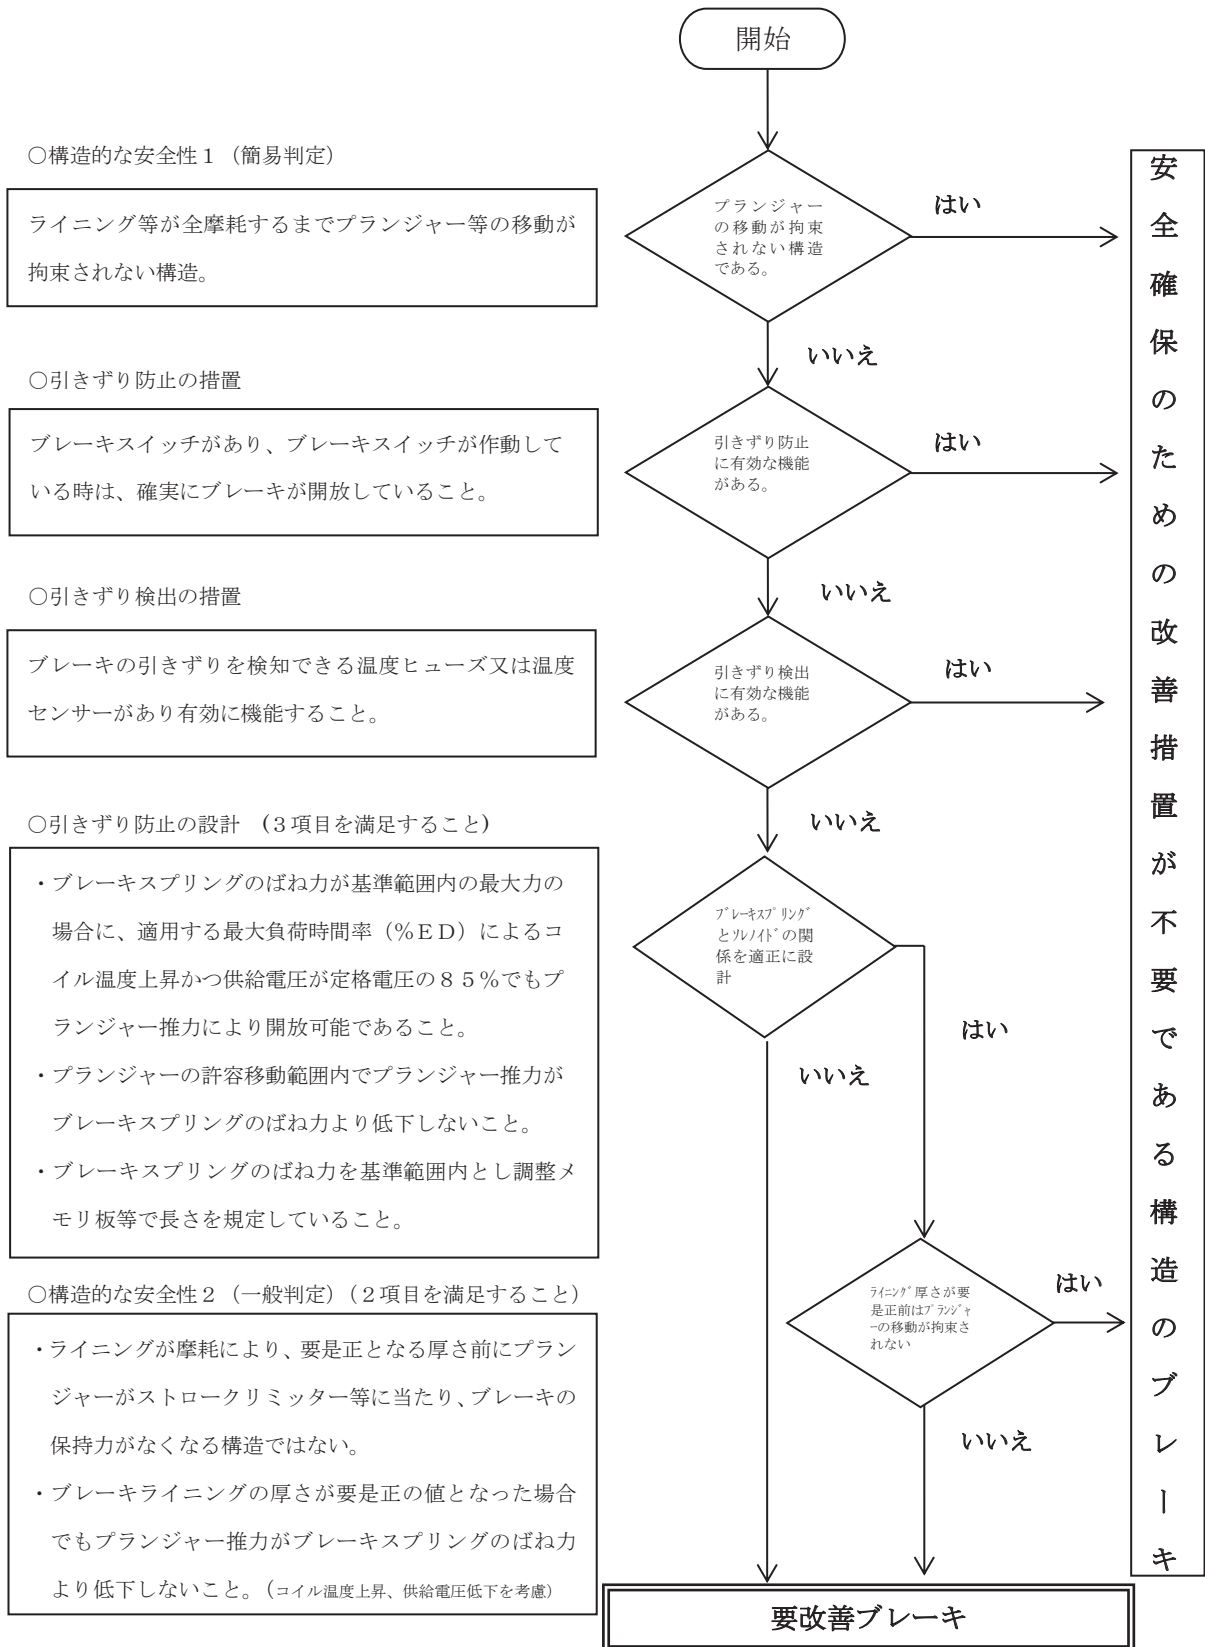 開始
○構造的な安全性１（簡易判定）
ライニング等が全摩耗するまでプランジャー等の移動が
拘束されない構造。
プランジャー
の移動が拘束
されない構造
である。
はい
いいえ
○引きずり防止の措置
ブレーキスイッチがあり、ブレーキスイッチが作動して
いる時は、確実にブレーキが開放していること。
引きずり防止
に有効な機能
がある。
はい
いいえ
○引きずり検出の措置
ブレーキの引きずりを検知できる温度ヒューズ又は温度
センサーがあり有効に機能すること。
引きずり検出
に有効な機能
がある。
はい
いいえ
○引きずり防止の設計　(３項目を満足すること)
・ブレーキスプリングのばね力が基準範囲内の最大力の
場合に、適用する最大負荷時間率（％ＥＤ）によるコ
イル温度上昇かつ供給電圧が定格電圧の８５％でもプ
ランジャー推力により開放可能であること。
・プランジャーの許容移動範囲内でプランジャー推力が
ブレーキスプリングのばね力より低下しないこと。
・ブレーキスプリングのばね力を基準範囲内とし調整メ
モリ板等で長さを規定していること。
ﾌﾞﾚｰｷｽﾌﾟﾘﾝｸﾞ
とｿﾚﾉｲﾄﾞの関
係を適正に設
計
はい
いいえ
○構造的な安全性２（一般判定）（２項目を満足すること）
・ライニングが摩耗により、要是正となる厚さ前にプラン
ジャーがストロークリミッター等に当たり、ブレーキの
保持力がなくなる構造ではない。
・ブレーキライニングの厚さが要是正の値となった場合
でもプランジャー推力がブレーキスプリングのばね力
より低下しないこと。（コイル温度上昇、供給電圧低下を考慮）
ﾗｲﾆﾝｸﾞ厚さが要
是正前はﾌﾟﾗﾝｼﾞｬ
ｰの移動が拘束さ
れない
はい
いいえ
安全確保のための改善措置が不要である構造のブレーキ
要改善ブレーキ